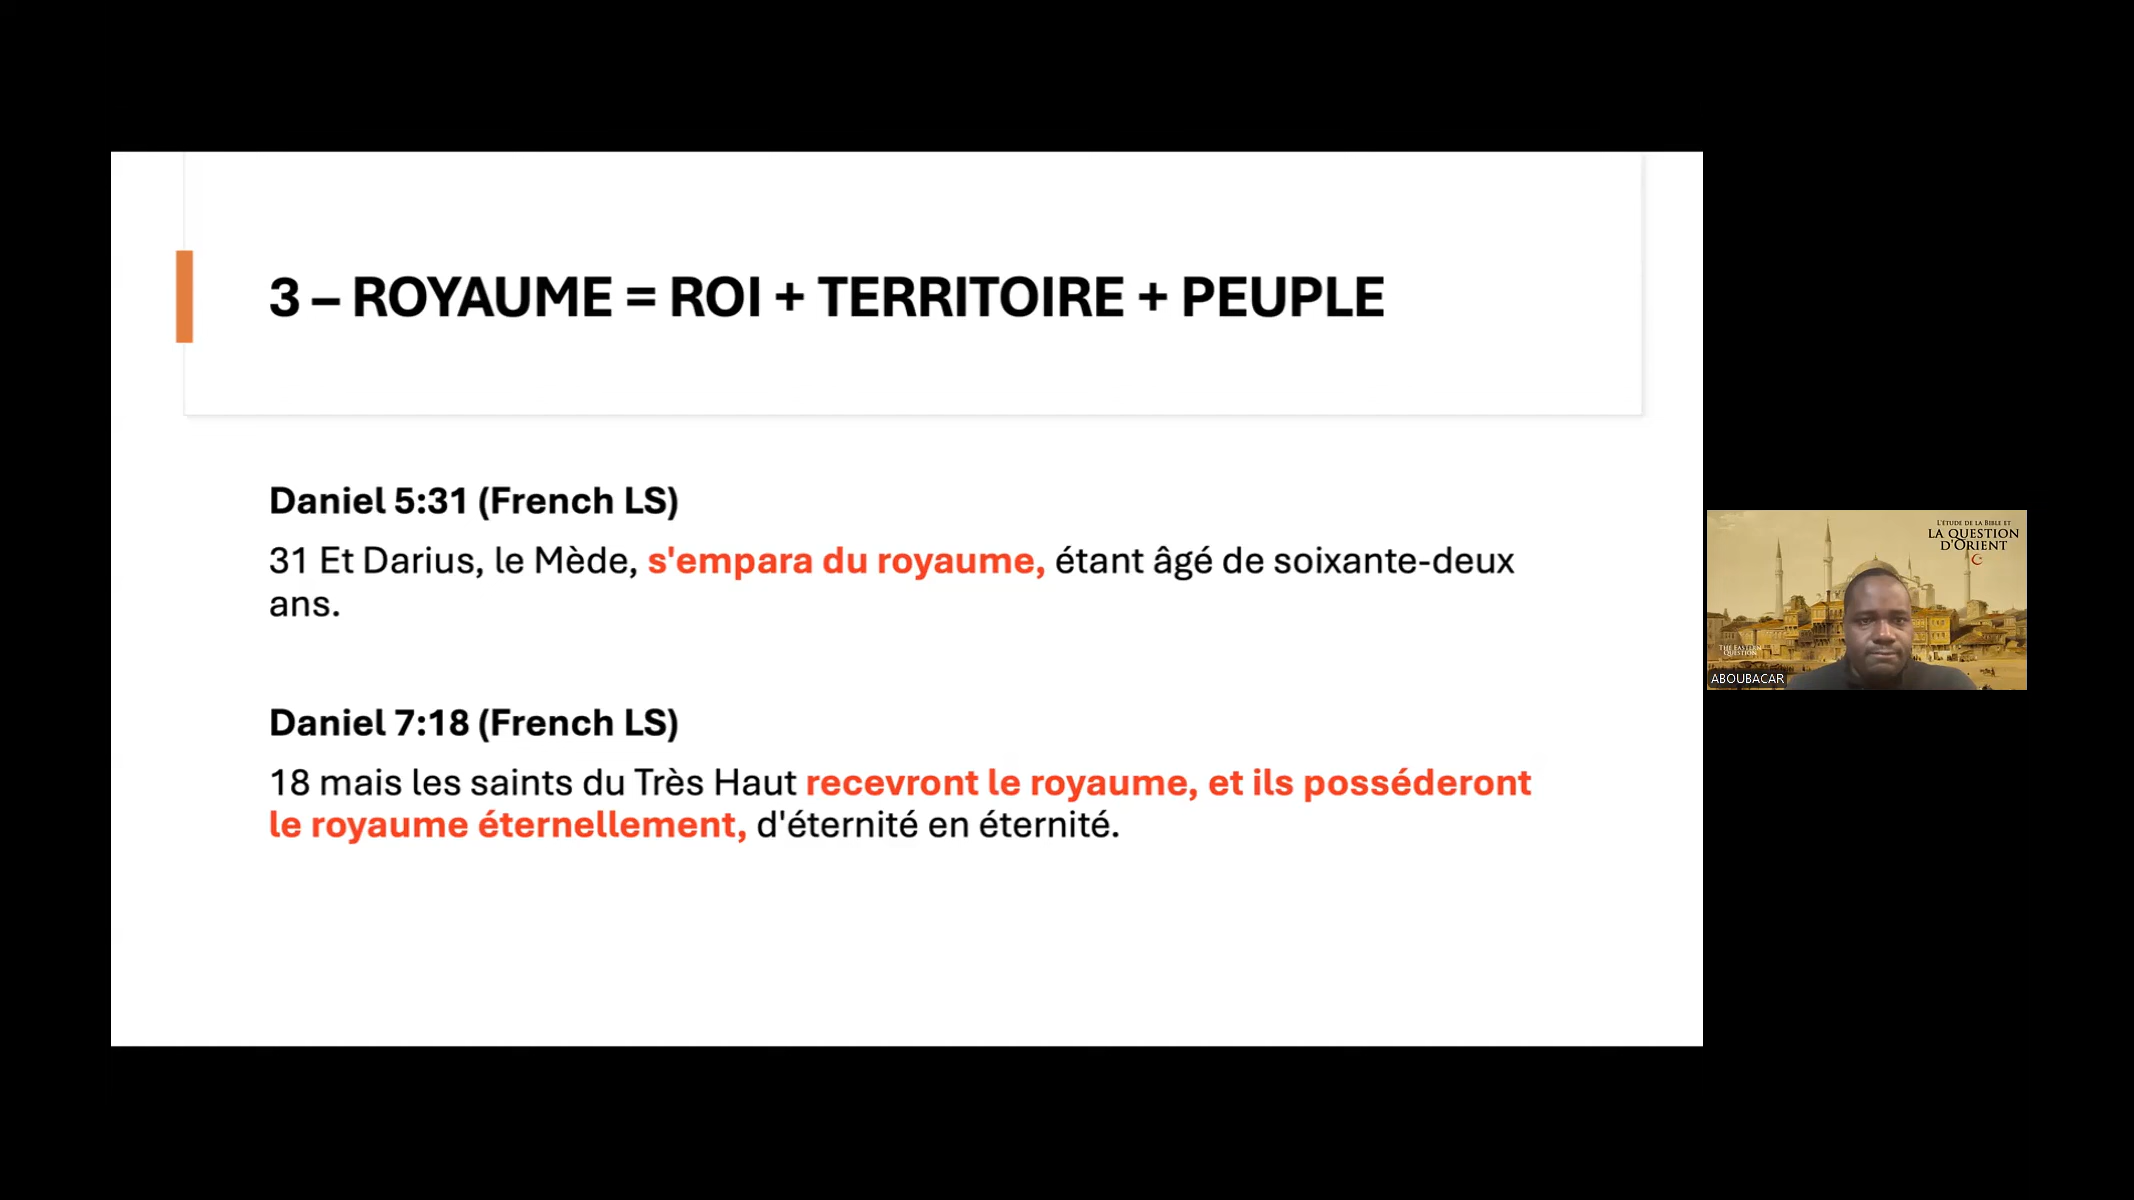 3 – ROYAUME = ROI + TERRITOIRE + PEUPLE
Daniel 5:31 (French LS)
31 Et Darius, le Mède, s'empara du royaume, étant âgé de soixante-deux
ans.
Daniel 7:18 (French LS)
18 mais les saints du Très Haut recevront le royaume, et ils posséderont
le royaume éternellement, d'éternité en éternité.
L'étude de la Bible et
LA QUESTION
D'ORIENT
THE EASTERN
QUESTION
ABOUBACAR